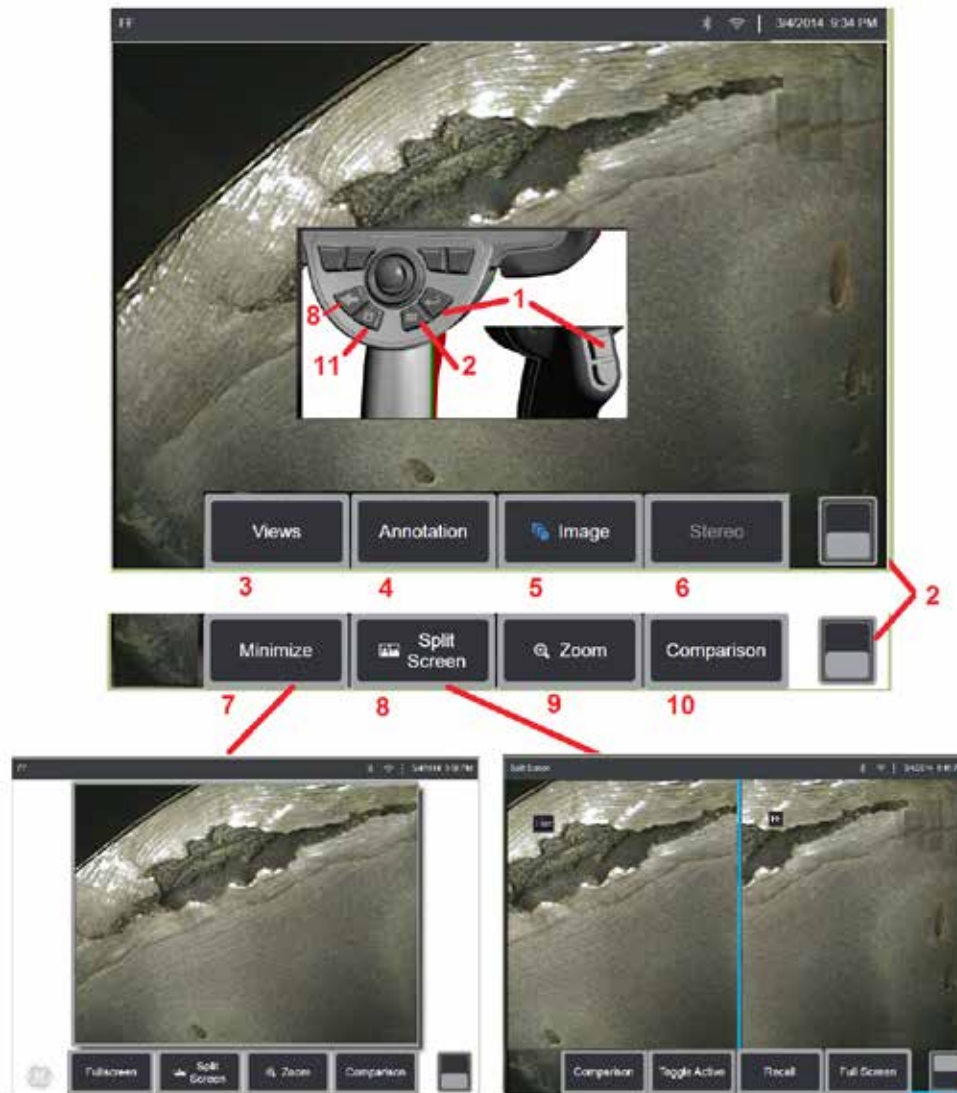 FF 3/4/2014 9:34 PM
1
8
11
2
Views Annotation Image Stereo
3 4 5 6
2
Minimize Split Screen Zoom Comparison
7 8 9 10
Split Screen
Fullscreen Split Screen Zoom Comparison
Comparison Toggle Active Recall Full Screen